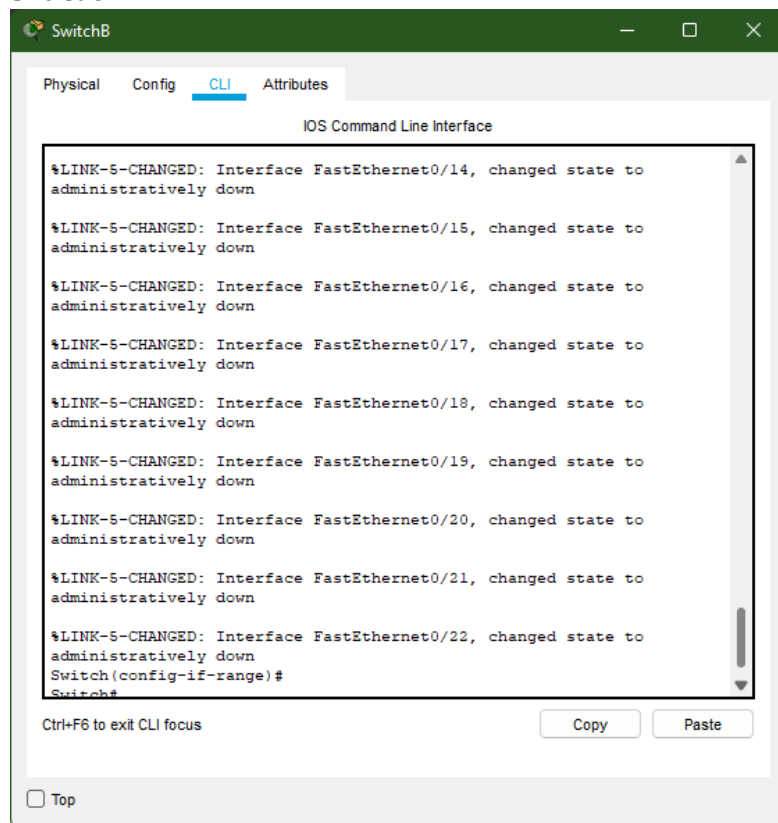 SwitchB
Physical Config CLI Attributes
IOS Command Line Interface
%LINK-5-CHANGED: Interface FastEthernet0/14, changed state to
administratively down
%LINK-5-CHANGED: Interface FastEthernet0/15, changed state to
administratively down
%LINK-5-CHANGED: Interface FastEthernet0/16, changed state to
administratively down
%LINK-5-CHANGED: Interface FastEthernet0/17, changed state to
administratively down
%LINK-5-CHANGED: Interface FastEthernet0/18, changed state to
administratively down
%LINK-5-CHANGED: Interface FastEthernet0/19, changed state to
administratively down
%LINK-5-CHANGED: Interface FastEthernet0/20, changed state to
administratively down
%LINK-5-CHANGED: Interface FastEthernet0/21, changed state to
administratively down
%LINK-5-CHANGED: Interface FastEthernet0/22, changed state to
administratively down
Switch(config-if-range)#
Switch#
Ctrl+F6 to exit CLI focus
Copy Paste
Top